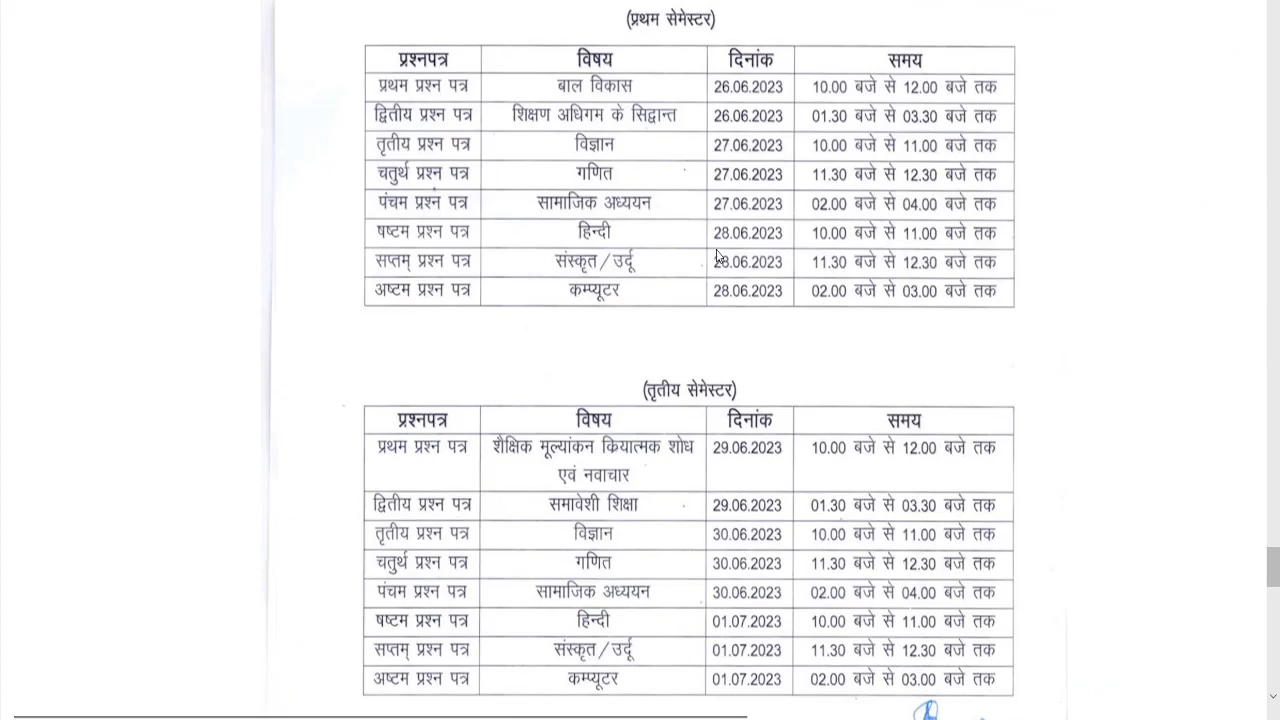 (प्रथम सेमेस्टर)
प्रश्नपत्र विषय दिनांक समय
प्रथम प्रश्न पत्र बाल विकास 26.06.2023 10.00 बजे से 12.00 बजे तक
द्वितीय प्रश्न पत्र शिक्षण अधिगम के सिद्वान्त 26.06.2023 01.30 बजे से 03.30 बजे तक
तृतीय प्रश्न पत्र विज्ञान 27.06.2023 10.00 बजे से 11.00 बजे तक
चतुर्थ प्रश्न पत्र गणित 27.06.2023 11.30 बजे से 12.30 बजे तक
पंचम प्रश्न पत्र सामाजिक अध्ययन 27.06.2023 02.00 बजे से 04.00 बजे तक
षष्टम प्रश्न पत्र हिन्दी 28.06.2023 10.00 बजे से 11.00 बजे तक
सप्तम् प्रश्न पत्र संस्कृत/उर्दू 28.06.2023 11.30 बजे से 12.30 बजे तक
अष्टम प्रश्न पत्र कम्प्यूटर 28.06.2023 02.00 बजे से 03.00 बजे तक
(तृतीय सेमेस्टर)
प्रश्नपत्र विषय दिनांक समय
प्रथम प्रश्न पत्र शैक्षिक मूल्यांकन कियात्मक शोध 29.06.2023 10.00 बजे से 12.00 बजे तक
एवं नवाचार
द्वितीय प्रश्न पत्र समावेशी शिक्षा 29.06.2023 01.30 बजे से 03.30 बजे तक
तृतीय प्रश्न पत्र विज्ञान 30.06.2023 10.00 बजे से 11.00 बजे तक
चतुर्थ प्रश्न पत्र गणित 30.06.2023 11.30 बजे से 12.30 बजे तक
पंचम प्रश्न पत्र सामाजिक अध्ययन 30.06.2023 02.00 बजे से 04.00 बजे तक
षष्टम प्रश्न पत्र हिन्दी 01.07.2023 10.00 बजे से 11.00 बजे तक
सप्तम् प्रश्न पत्र संस्कृत/उर्दू 01.07.2023 11.30 बजे से 12.30 बजे तक
अष्टम प्रश्न पत्र कम्प्यूटर 01.07.2023 02.00 बजे से 03.00 बजे तक